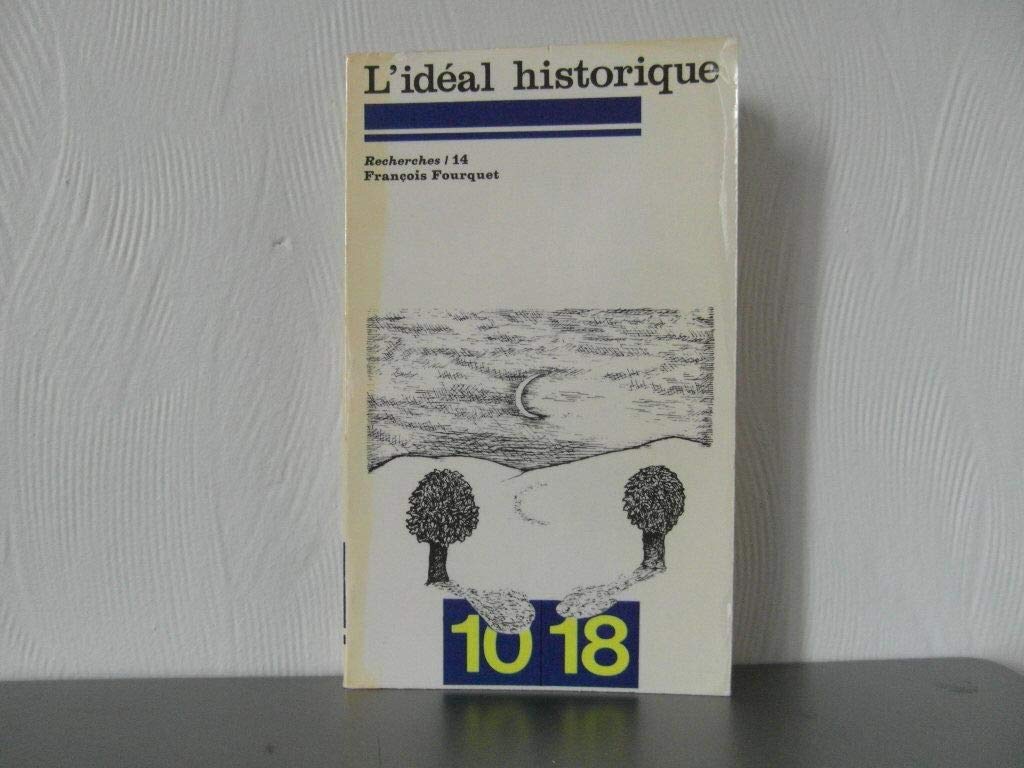 L'idéal historique
Recherches / 14
François Fourquet
10 18